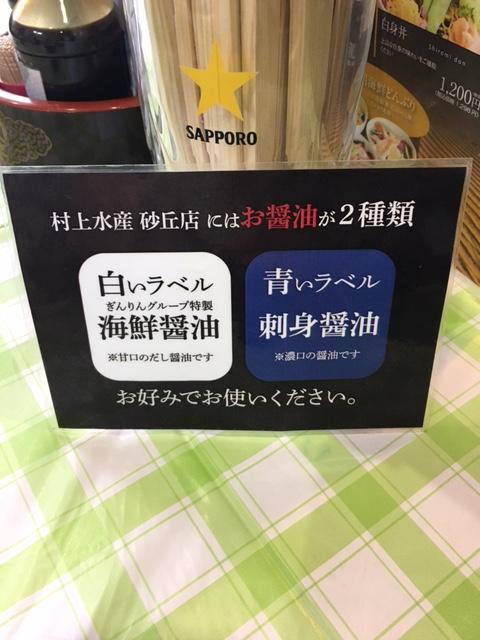 SAPPORO
白身丼
shiromi don
1,200円
村上水産 砂丘店 にはお醤油が2種類
白いラベル
ぎんりんグループ特製
海鮮醤油
※甘口のだし醤油です
青いラベル
刺身醤油
※濃口の醤油です
お好みでお使いください。